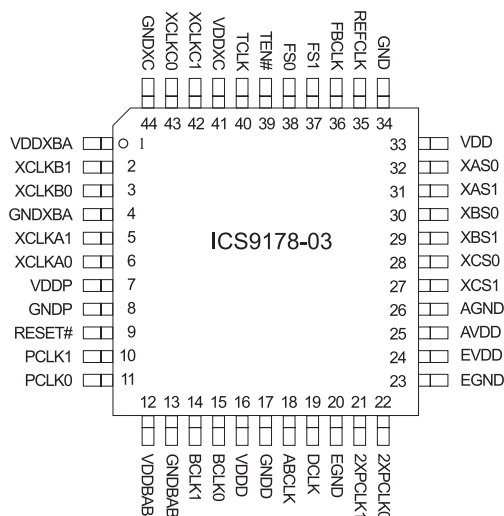 GNDXC
XCLKC0
XCLKC1
VDDXC
TCLK
TEN#
FS0
FS1
FBCLK
REFCLK
GND
44 43 42 41 40 39 38 37 36 35 34
VDDXBA 1 33 VDD
XCLKB1 2 32 XAS0
XCLKB0 3 31 XAS1
GNDXBA 4 30 XBS0
XCLKA1 5 29 XBS1
XCLKA0 6 28 XCS0
VDDP 7 27 XCS1
GNDP 8 26 AGND
RESET# 9 25 AVDD
PCLK1 10 24 EVDD
PCLK0 11 23 EGND
ICS9178-03
12 13 14 15 16 17 18 19 20 21 22
VDDBAB
GNDBAB
BCLK1
BCLK0
VDDD
GNDD
ABCLK
DCLK
EGND
2XPCLK1
2XPCLK0